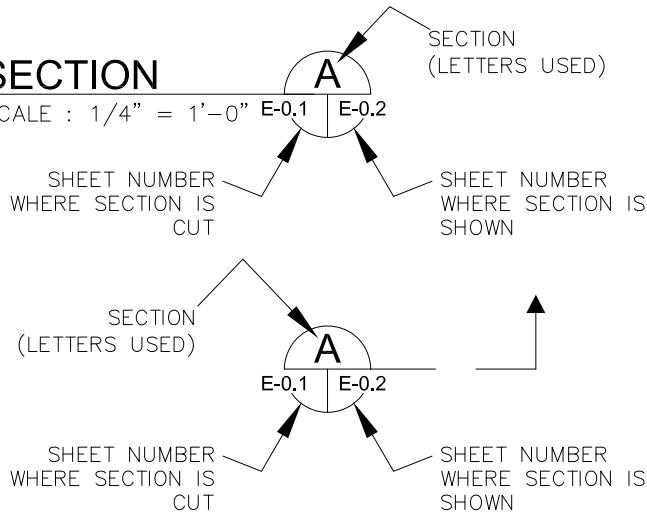 SECTION
(LETTERS USED)
A
SECTION
SCALE : 1/4" = 1'-0"
E-0.1
E-0.2
SHEET NUMBER
WHERE SECTION IS
CUT
SHEET NUMBER
WHERE SECTION IS
SHOWN
SECTION
(LETTERS USED)
A
E-0.1
E-0.2
SHEET NUMBER
WHERE SECTION IS
CUT
SHEET NUMBER
WHERE SECTION IS
SHOWN